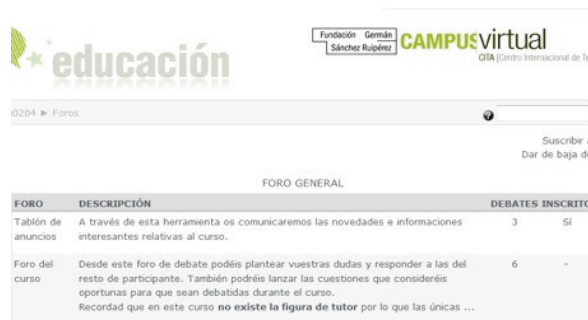 educación
Fundación Germán
Sánchez Ruipérez
CAMPUSvirtual
CITA [Centro Internacional de Te
0204 ► Foros
Suscribir a
Dar de baja de
FORO GENERAL
FORO DESCRIPCIÓN DEBATES INSCRITO
Tablón de anuncios
A través de esta herramienta os comunicaremos las novedades e informaciones
interesantes relativas al curso.
3 Sí
Foro del curso
Desde este foro de debate podéis plantear vuestras dudas y responder a las del
resto de participante. También podréis lanzar las cuestiones que consideréis
oportunas para que sean debatidas durante el curso.
Recordad que en este curso no existe la figura de tutor por lo que las únicas ...
6 -